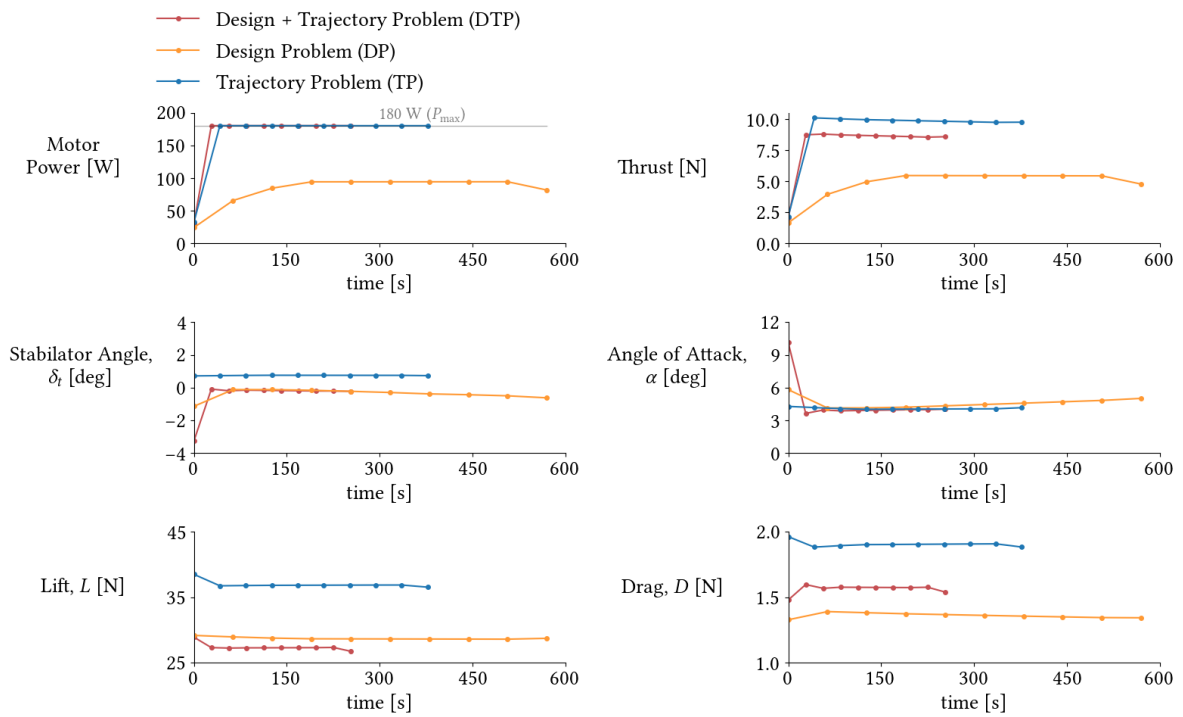 Design + Trajectory Problem (DTP)
Design Problem (DP)
Trajectory Problem (TP)
Motor
Power [W]
200
150
100
50
0
180 W (Pmax)
0 150 300 450 600
time [s]
Thrust [N]
10.0
7.5
5.0
2.5
0.0
0 150 300 450 600
time [s]
Stabilator Angle,
δt [deg]
4
2
0
−2
−4
0 150 300 450 600
time [s]
Angle of Attack,
α [deg]
12
9
6
3
0
0 150 300 450 600
time [s]
Lift, L [N]
45
35
25
0 150 300 450 600
time [s]
Drag, D [N]
2.0
1.5
1.0
0 150 300 450 600
time [s]